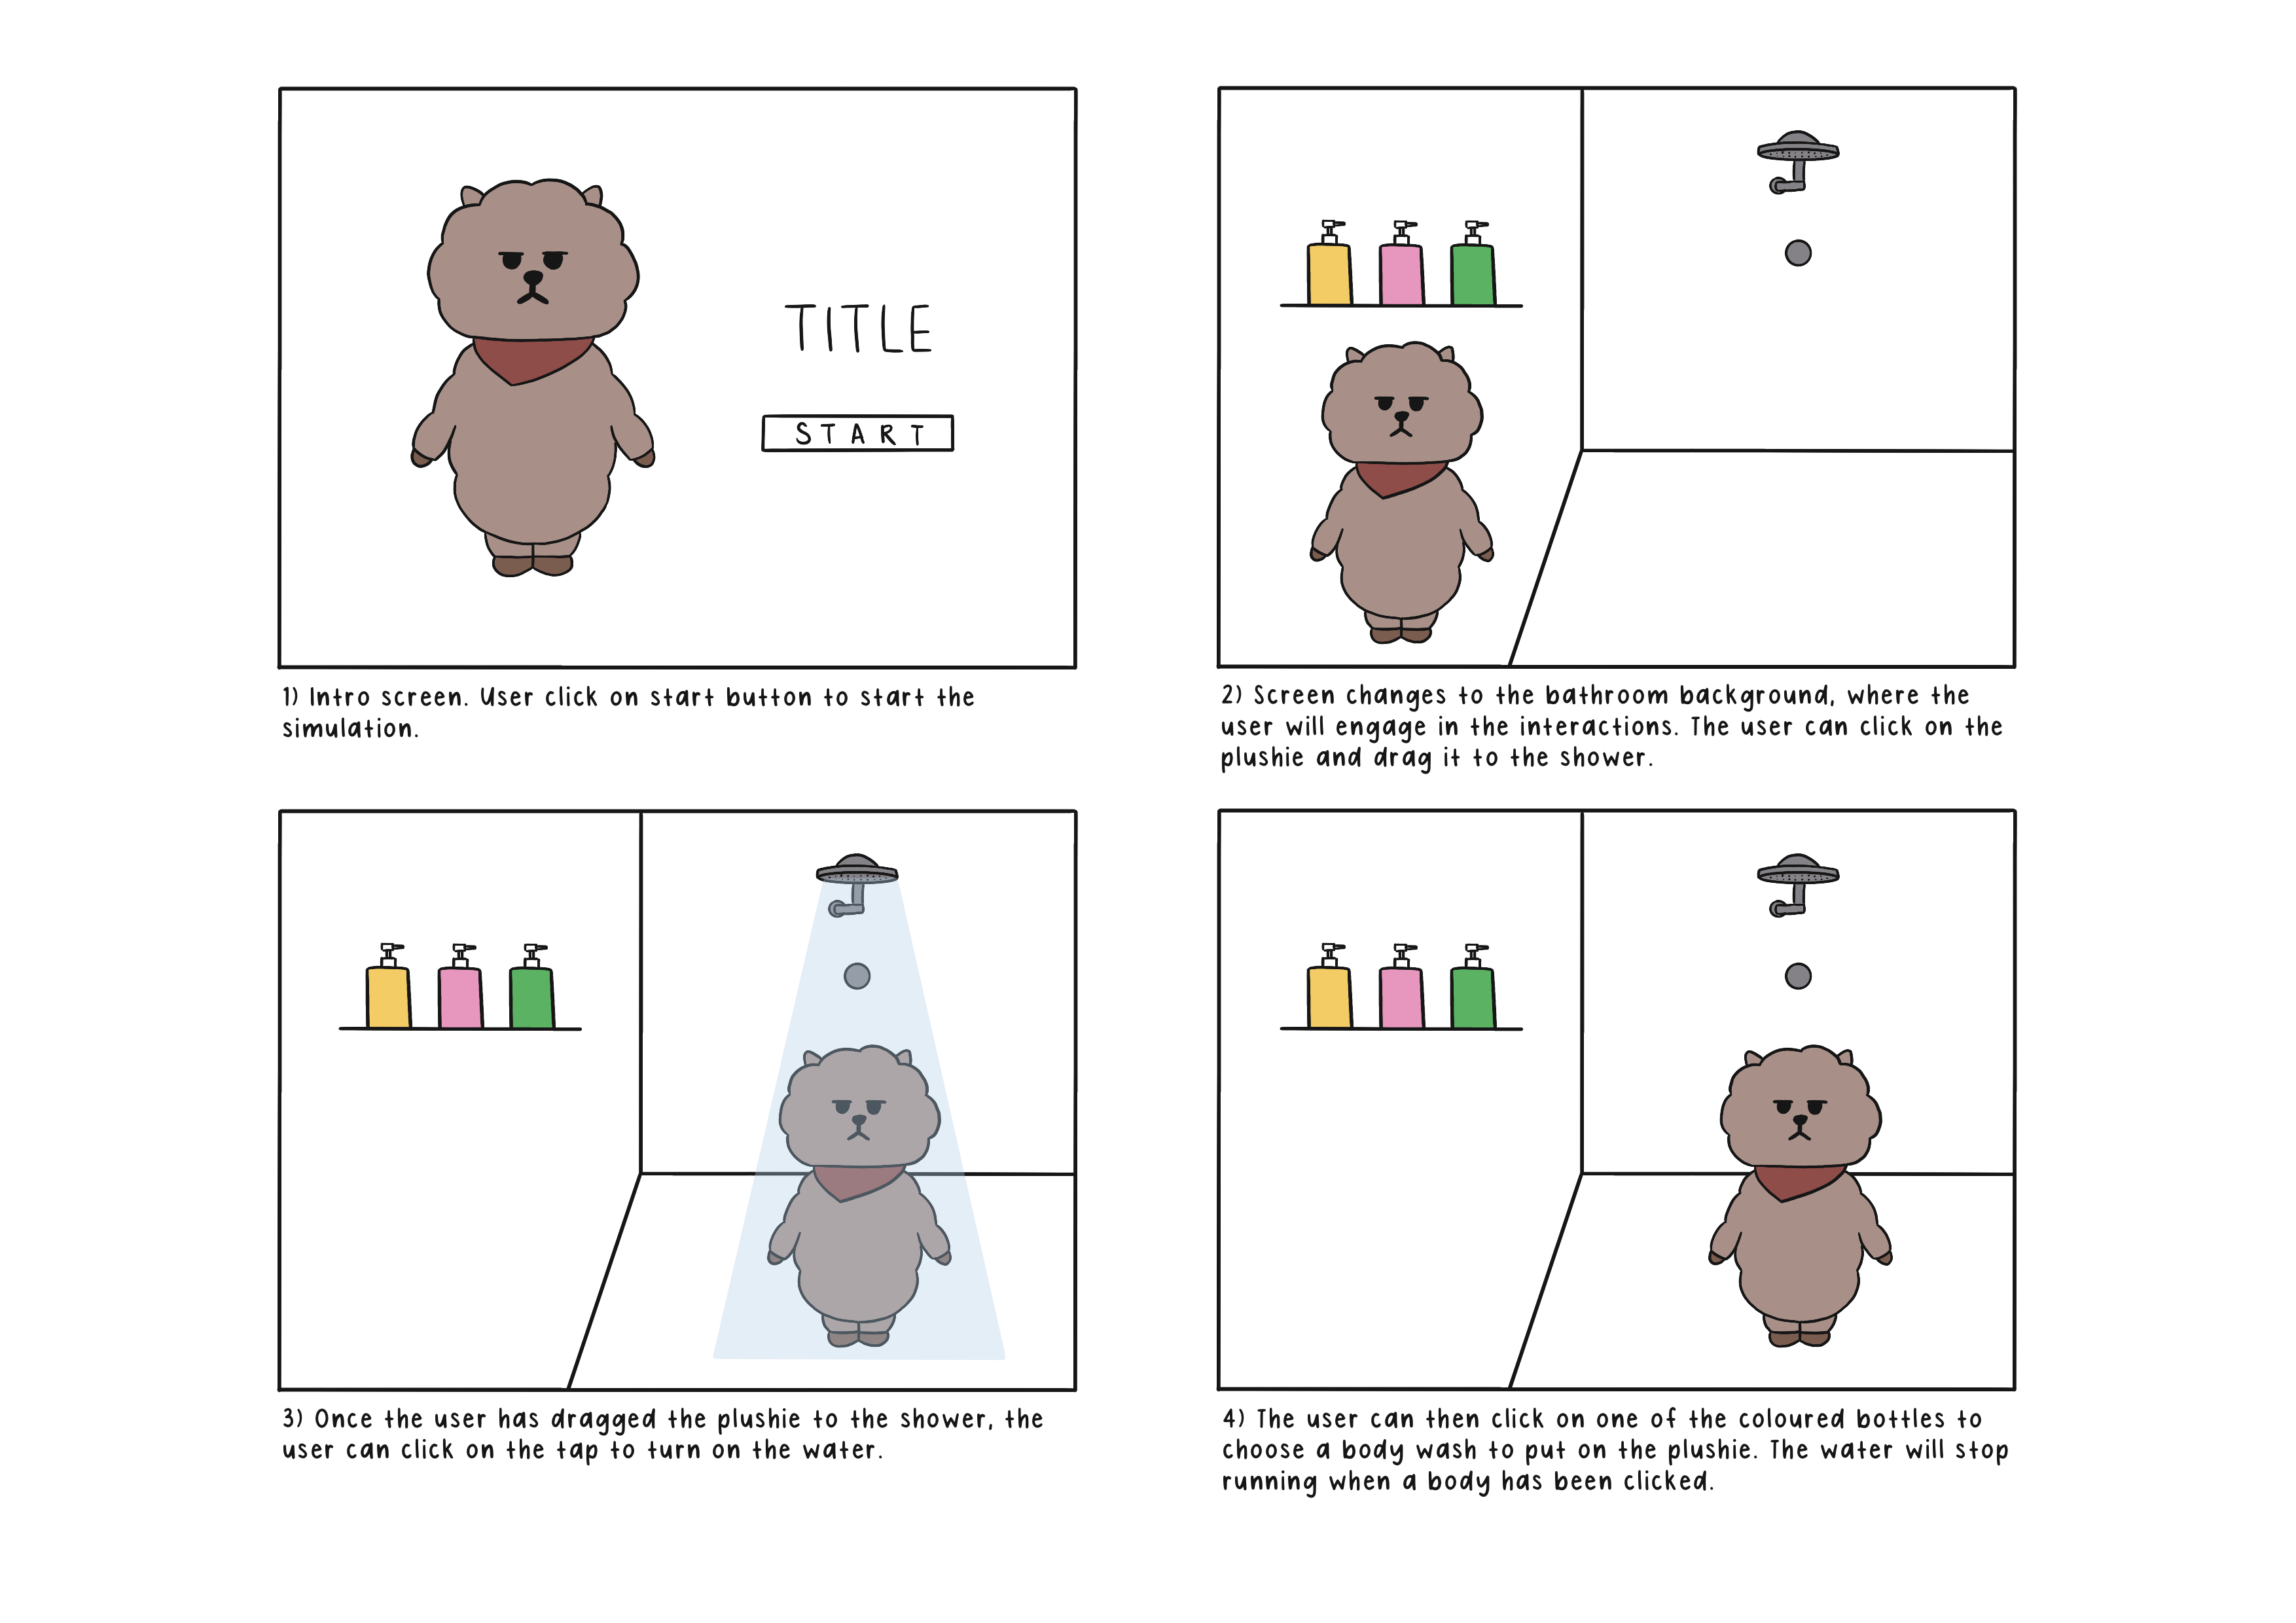 TITLE
START
1) Intro screen. User click on start button to start the
simulation.
2) Screen changes to the bathroom background, where the
user will engage in the interactions. The user can click on the
plushie and drag it to the shower.
3) Once the user has dragged the plushie to the shower, the
user can click on the tap to turn on the water.
4) The user can then click on one of the coloured bottles to
choose a body wash to put on the plushie. The water will stop
running when a body has been clicked.